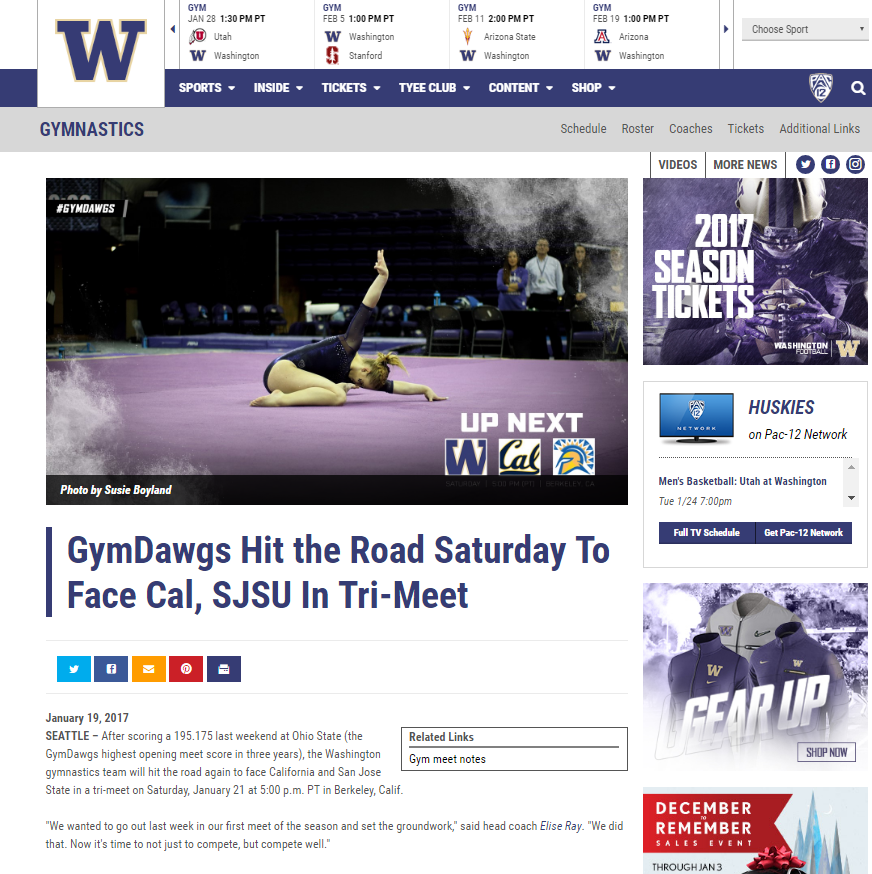 GYM
JAN 28 1:30 PM PT
Utah
Washington
GYM
FEB 5 1:00 PM PT
Washington
Stanford
GYM
FEB 11 2:00 PM PT
Arizona State
Washington
GYM
FEB 19 1:00 PM PT
Arizona
Washington
Choose Sport
W
SPORTS INSIDE TICKETS TYEE CLUB CONTENT SHOP
GYMNASTICS
Schedule Roster Coaches Tickets Additional Links
VIDEOS MORE NEWS
#GYMDAWGS
UP NEXT
W Cal
SATURDAY | 5:00 PM (PT) | BERKELEY, CA
Photo by Susie Boyland
2017
SEASON
TICKETS
WASHINGTON
FOOTBALL
W
PAC
12
NETWORK
HUSKIES
on Pac-12 Network
Men's Basketball: Utah at Washington
Tue 1/24 7:00pm
Full TV Schedule Get Pac-12 Network
GymDawgs Hit the Road Saturday To
Face Cal, SJSU In Tri-Meet
January 19, 2017
SEATTLE – After scoring a 195.175 last weekend at Ohio State (the
GymDawgs highest opening meet score in three years), the Washington
gymnastics team will hit the road again to face California and San Jose
State in a tri-meet on Saturday, January 21 at 5:00 p.m. PT in Berkeley, Calif.
Related Links
Gym meet notes
"We wanted to go out last week in our first meet of the season and set the groundwork," said head coach Elise Ray. "We did
that. Now it's time to not just to compete, but compete well."
GEAR UP
SHOP NOW
DECEMBER
TO
REMEMBER
SALES EVENT
THROUGH JAN 3